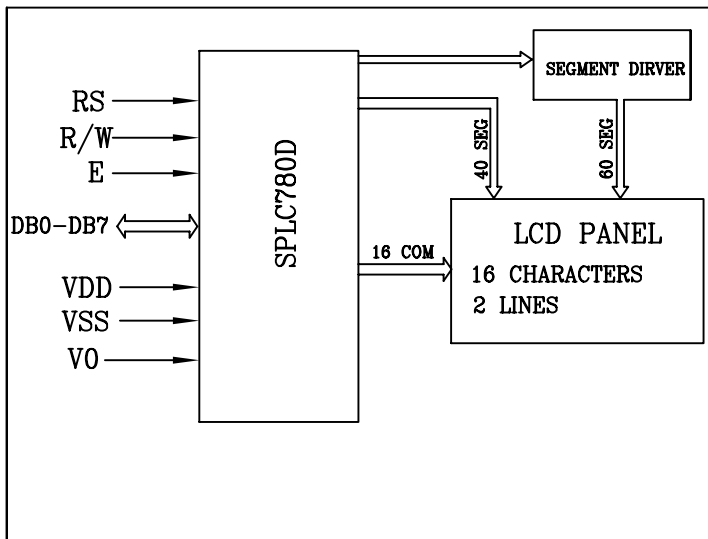 RS
R/W
E
DB0-DB7
VDD
VSS
V0
SPLC780D
SEGMENT DIRVER
40 SEG
60 SEG
16 COM
LCD PANEL
16 CHARACTERS
2 LINES